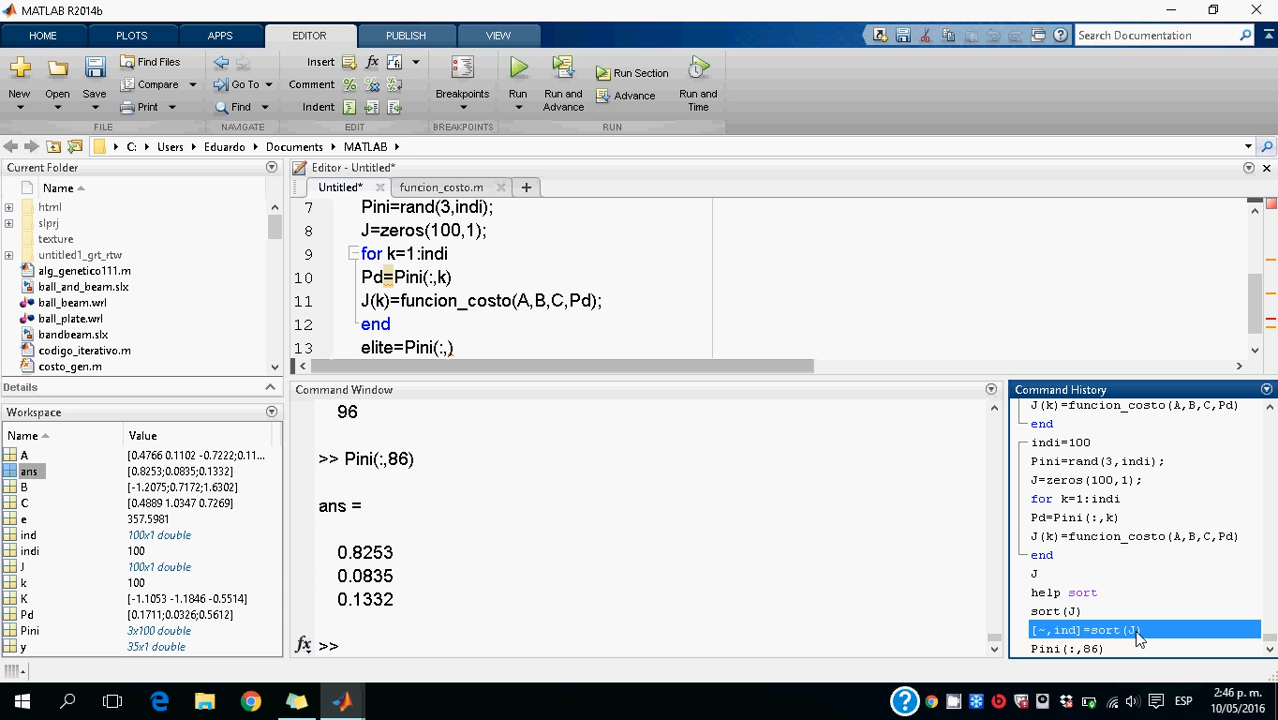 MATLAB R2014b
HOME PLOTS APPS EDITOR PUBLISH VIEW Search Documentation
New Open Save Find Files Compare Print Go To Find Insert Comment Indent Breakpoints Run Run and Advance Run Section Advance Run and Time
FILE NAVIGATE EDIT BREAKPOINTS RUN
C: Users Eduardo Documents MATLAB
Current Folder
Name
html
slprj
texture
untitled1_grt_rtw
alg_genetico111.m
ball_and_beam.slx
ball_beam.wrl
ball_plate.wrl
bandbeam.slx
codigo_iterativo.m
costo_gen.m
Details
Workspace
Name Value
A [0.4766 0.1102 -0.7222;0.11...
ans [0.8253;0.0835;0.1332]
B [-1.2075;0.7172;1.6302]
C [0.4889 1.0347 0.7269]
e 357.5981
ind 100x1 double
indi 100
J 100x1 double
k 100
K [-1.1053 -1.1846 -0.5514]
Pd [0.1711;0.0326;0.5612]
Pini 3x100 double
y 35x1 double
Editor - Untitled*
Untitled* funcion_costo.m
7 Pini=rand(3,indi);
8 J=zeros(100,1);
9 for k=1:indi
10 Pd=Pini(:,k)
11 J(k)=funcion_costo(A,B,C,Pd);
12 end
13 elite=Pini(:,)
Command Window
96
>> Pini(:,86)
ans =
0.8253
0.0835
0.1332
fx >>
Command History
J(k)=funcion_costo(A,B,C,Pd)
end
indi=100
Pini=rand(3,indi);
J=zeros(100,1);
for k=1:indi
Pd=Pini(:,k)
J(k)=funcion_costo(A,B,C,Pd)
end
J
help sort
sort(J)
[~,ind]=sort(J)
Pini(:,86)
ESP
2:46 p. m.
10/05/2016